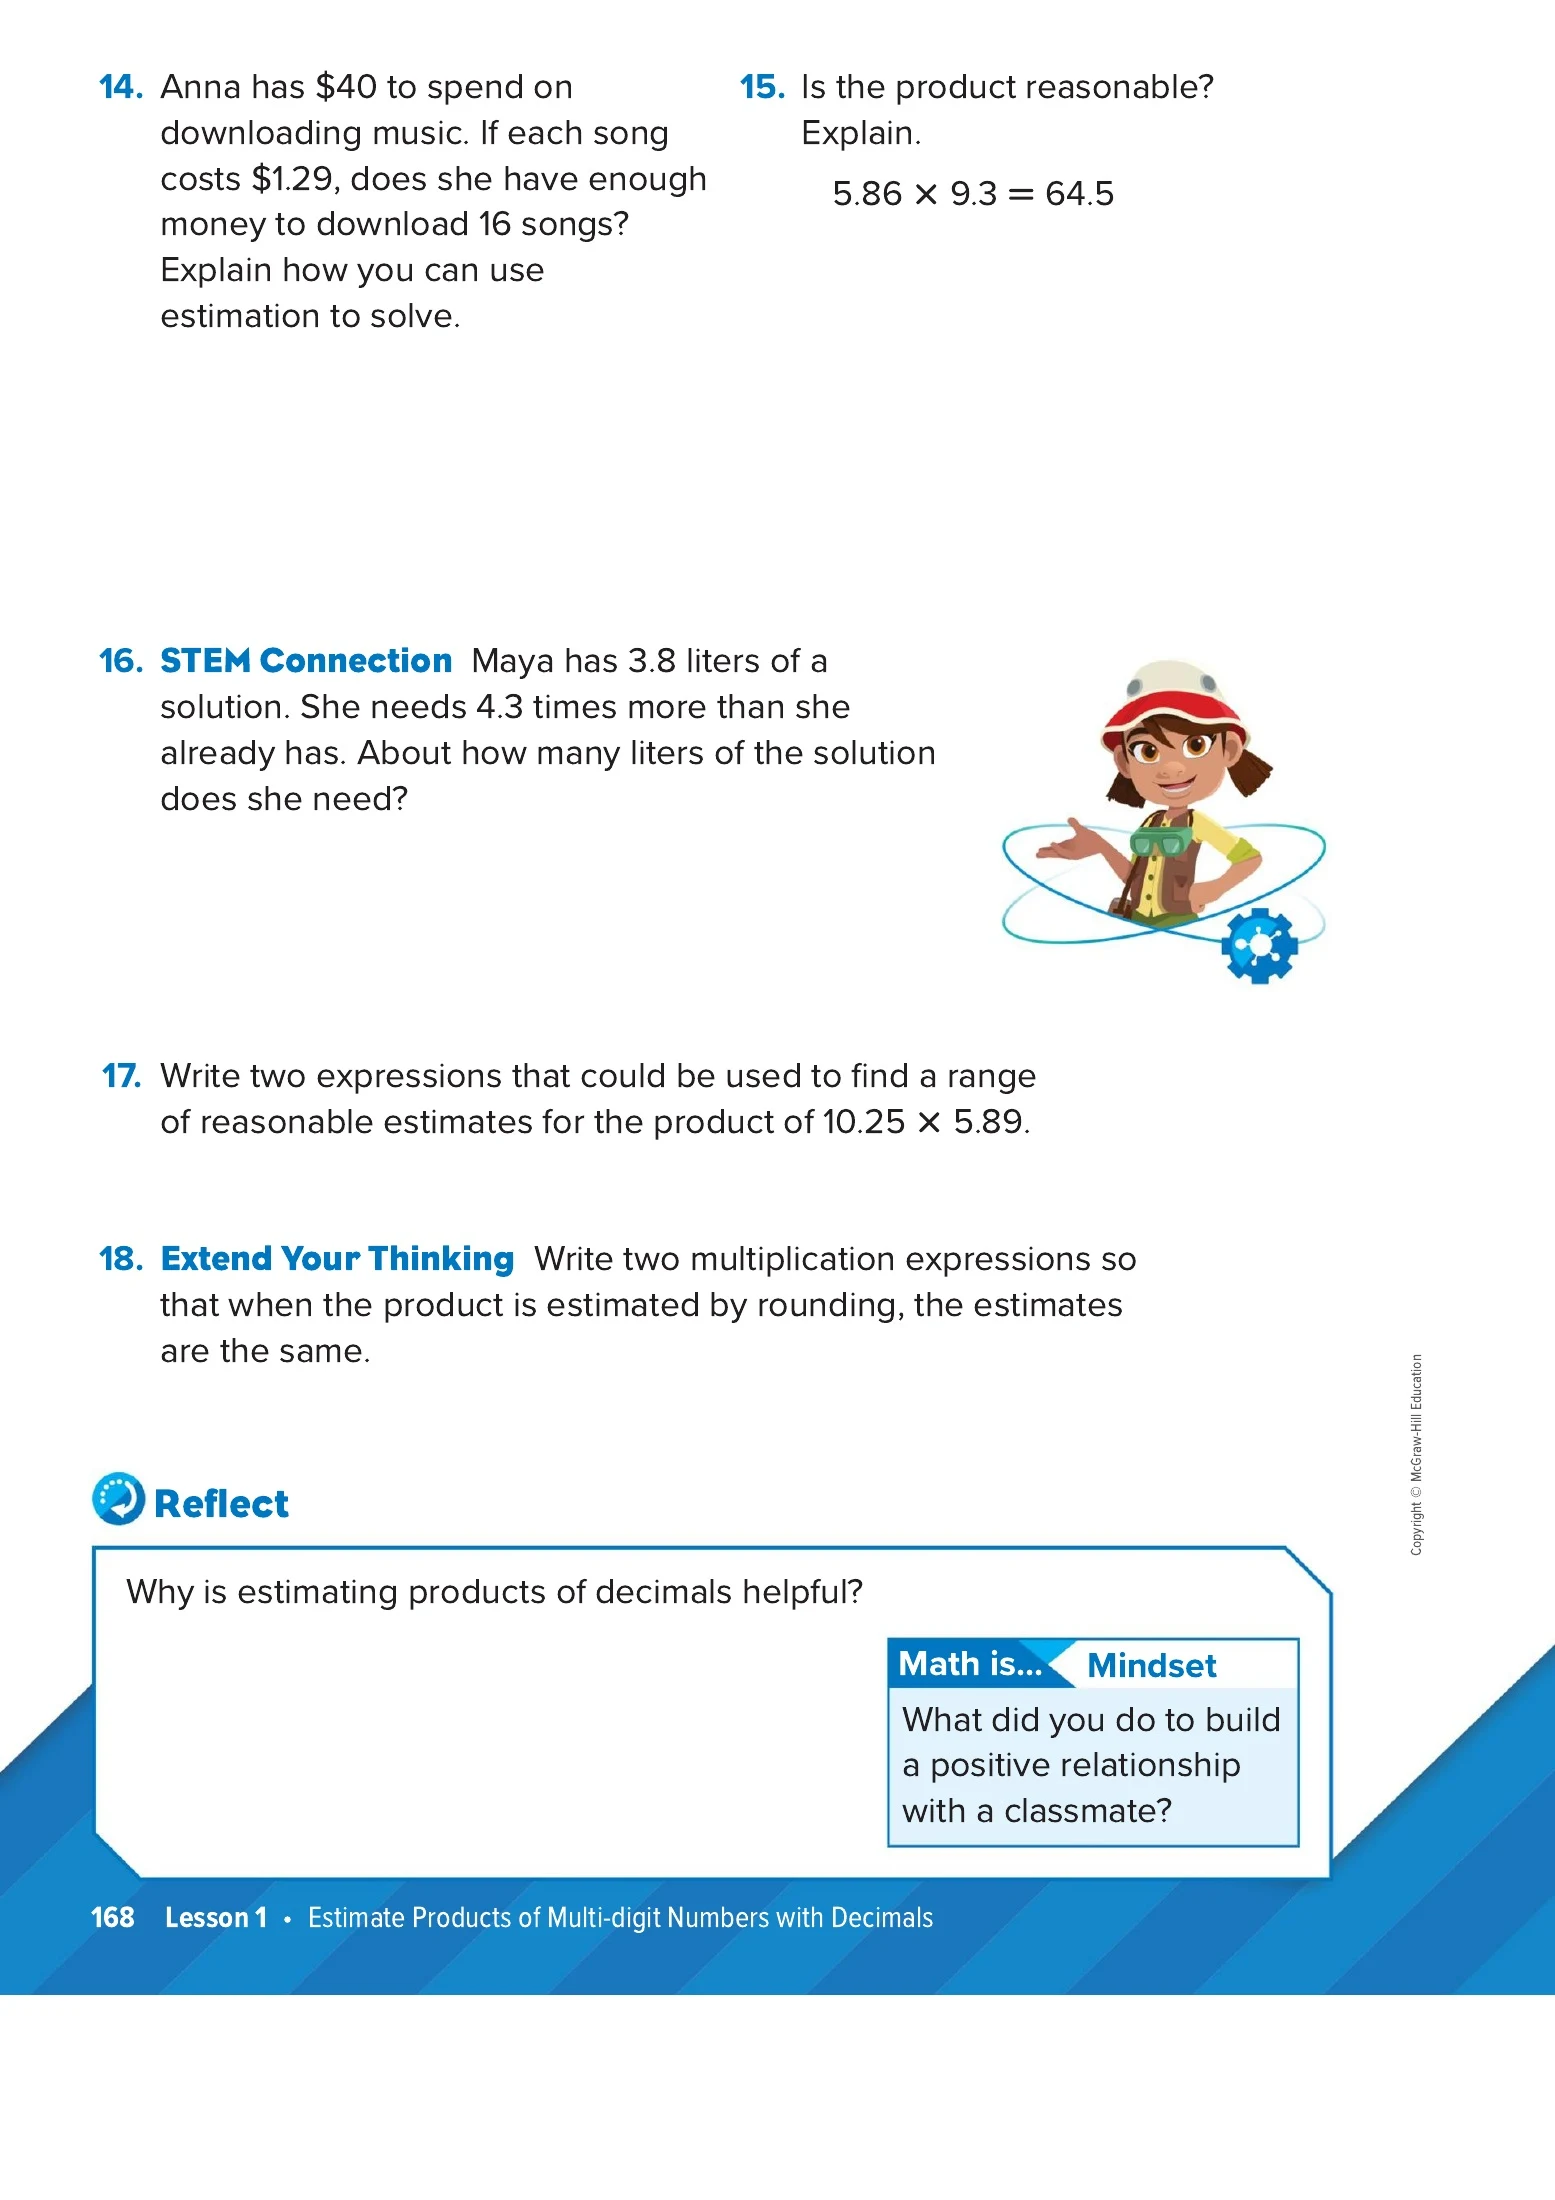 14. Anna has $40 to spend on
downloading music. If each song
costs $1.29, does she have enough
money to download 16 songs?
Explain how you can use
estimation to solve.
15. Is the product reasonable?
Explain.
5.86 × 9.3 = 64.5
16. STEM Connection Maya has 3.8 liters of a
solution. She needs 4.3 times more than she
already has. About how many liters of the solution
does she need?
17. Write two expressions that could be used to find a range
of reasonable estimates for the product of 10.25 × 5.89.
18. Extend Your Thinking Write two multiplication expressions so
that when the product is estimated by rounding, the estimates
are the same.
Copyright © McGraw-Hill Education
Reflect
Why is estimating products of decimals helpful?
Math is... Mindset
What did you do to build
a positive relationship
with a classmate?
168 Lesson 1 • Estimate Products of Multi-digit Numbers with Decimals